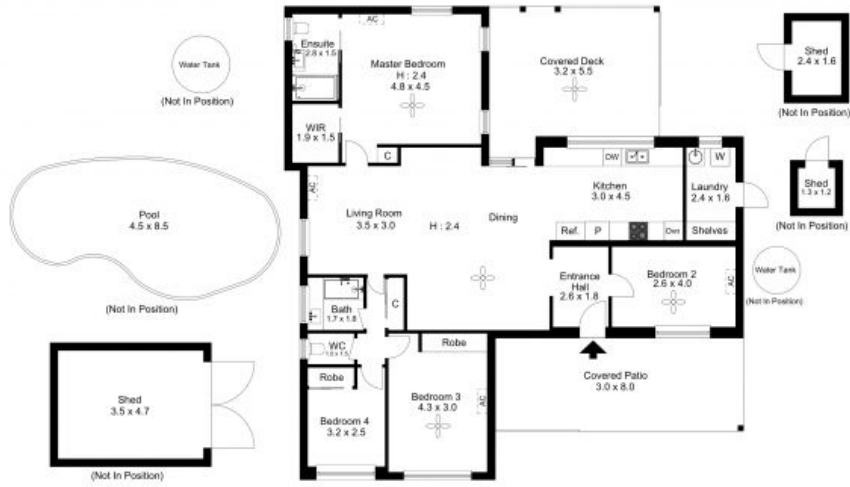 Water Tank
(Not In Position)
Pool
4.5 x 8.5
(Not In Position)
Shed
3.5 x 4.7
(Not In Position)
AC
Ensuite
2.8 x 1.5
Master Bedroom
H : 2.4
4.8 x 4.5
WIR
1.9 x 1.5
C
Covered Deck
3.2 x 5.5
AC
Living Room
3.5 x 3.0
H : 2.4
Dining
DW
Kitchen
3.0 x 4.5
Ref.
P
Ovn
W
Laundry
2.4 x 1.6
Shelves
Entrance
Hall
2.6 x 1.8
Bedroom 2
2.6 x 4.0
AC
Bath
1.7 x 1.8
C
WC
Robe
Robe
Bedroom 4
3.2 x 2.5
Bedroom 3
4.3 x 3.0
AC
Covered Patio
3.0 x 8.0
Shed
2.4 x 1.6
(Not In Position)
Shed
1.3 x 1.2
(Not In Position)
Water Tank
(Not In Position)